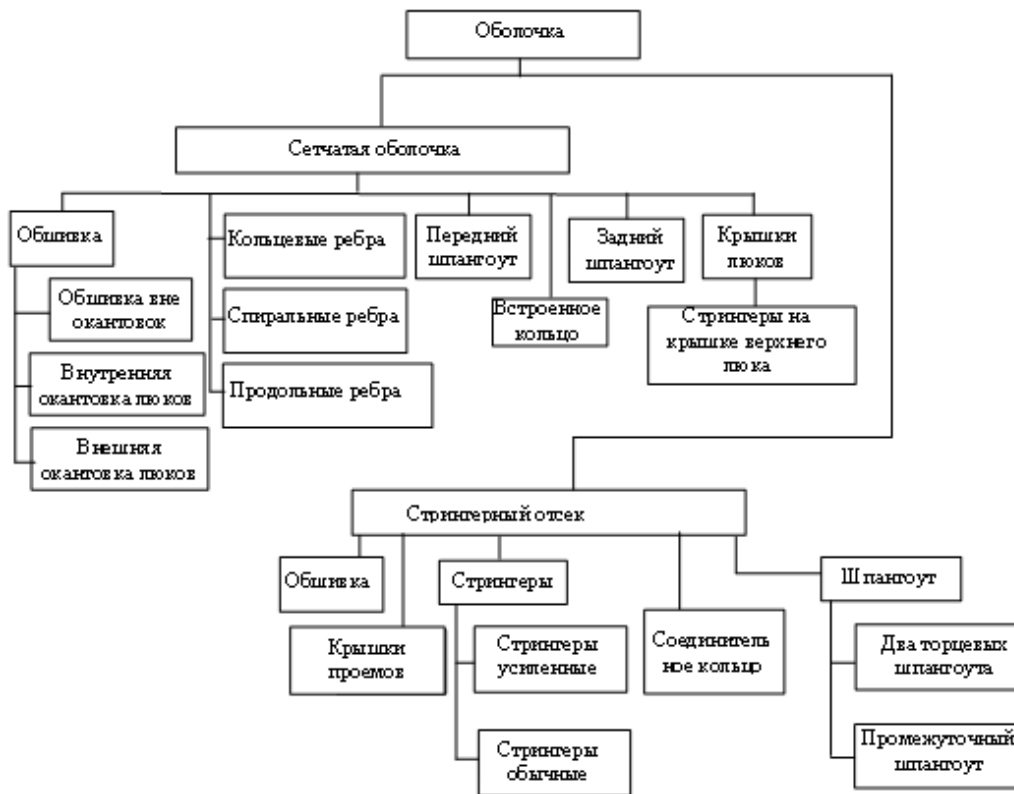 Оболочка
Сетчатая оболочка
Обшивка
Кольцевые ребра
Передний
шпангоут
Задний
шпангоут
Крышки
люков
Обшивка вне
окантовок
Спиральные ребра
Встроенное
кольцо
Стрингеры на
крышке верхнего
люка
Внутренняя
окантовка люков
Продольные ребра
Внешняя
окантовка люков
Стрингерный отсек
Обшивка
Стрингеры
Шпангоут
Крышки
проемов
Стрингеры
усиленные
Соединитель
ное кольцо
Два торцевых
шпангоута
Стрингеры
обычные
Промежуточный
шпангоут